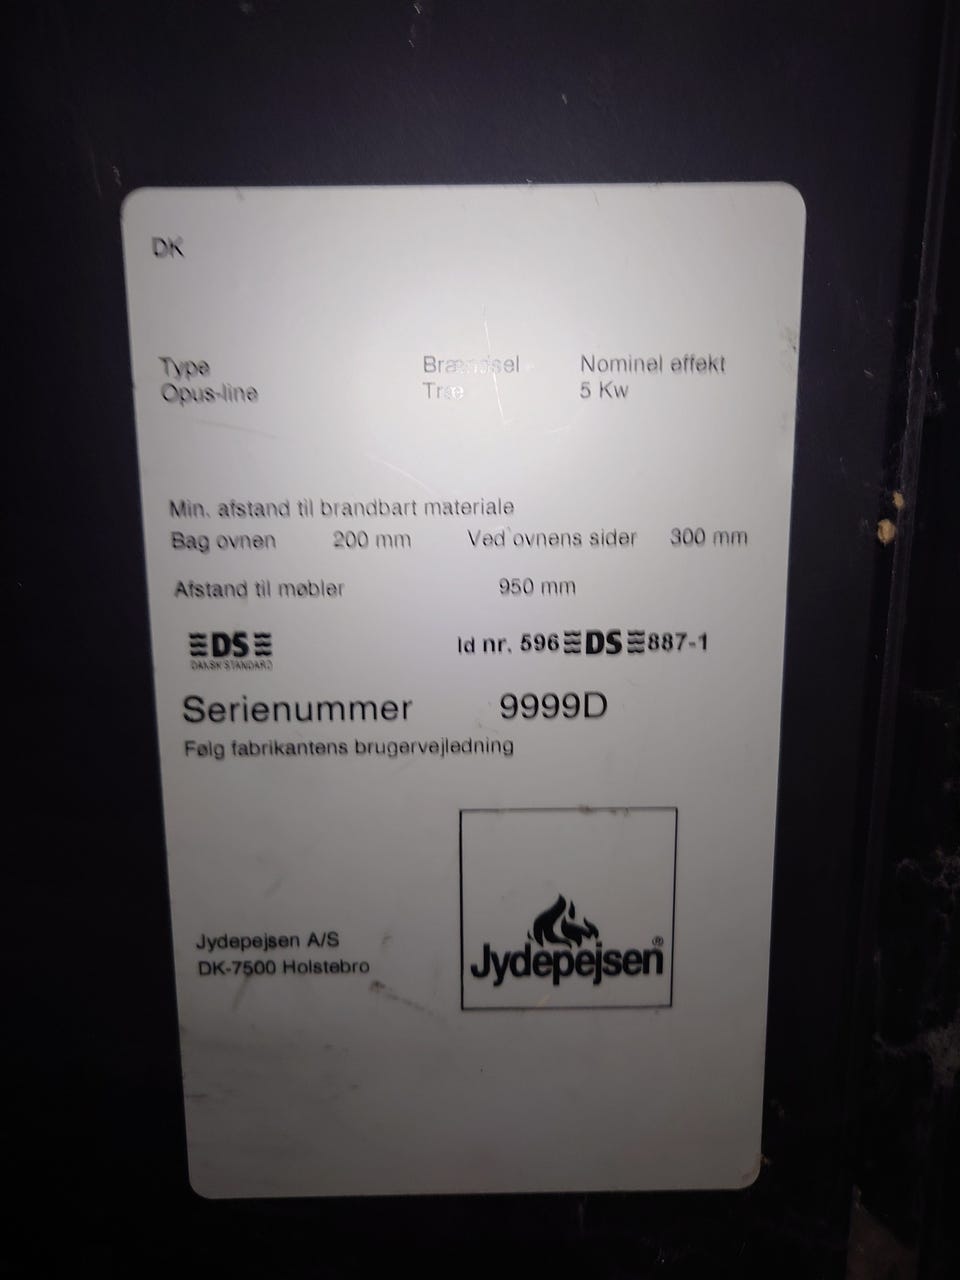 DK
Type Brændsel Nominel effekt
Opus-line Træ 5 Kw
Min. afstand til brandbart materiale
Bag ovnen 200 mm Ved ovnens sider 300 mm
Afstand til møbler 950 mm
DS Id nr. 596 DS 887-1
DANSK STANDARD
Serienummer 9999D
Følg fabrikantens brugervejledning
Jydepejsen A/S
DK-7500 Holstebro
Jydepejsen®